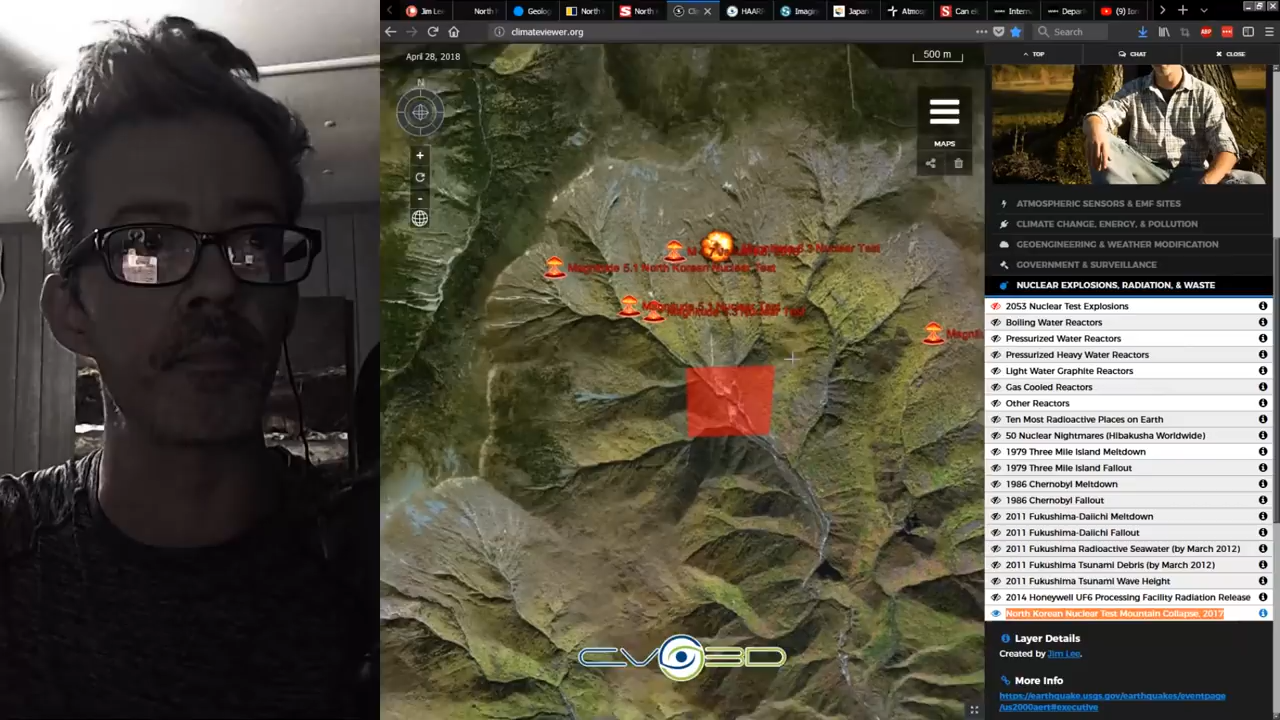 Jim Lee
North
Geolog
North
North
Cli
HAAR
Imagin
Japan
Atmos
Can el
Intern
Depart
(9) Ion
climateviewer.org
Search
April 28, 2018
500 m
TOP
CHAT
CLOSE
N
MAPS
ATMOSPHERIC SENSORS & EMF SITES
CLIMATE CHANGE, ENERGY, & POLLUTION
GEOENGINEERING & WEATHER MODIFICATION
GOVERNMENT & SURVEILLANCE
NUCLEAR EXPLOSIONS, RADIATION, & WASTE
2053 Nuclear Test Explosions
Boiling Water Reactors
Pressurized Water Reactors
Pressurized Heavy Water Reactors
Light Water Graphite Reactors
Gas Cooled Reactors
Other Reactors
Ten Most Radioactive Places on Earth
50 Nuclear Nightmares (Hibakusha Worldwide)
1979 Three Mile Island Meltdown
1979 Three Mile Island Fallout
1986 Chernobyl Meltdown
1986 Chernobyl Fallout
2011 Fukushima-Daiichi Meltdown
2011 Fukushima-Daiichi Fallout
2011 Fukushima Radioactive Seawater (by March 2012)
2011 Fukushima Tsunami Debris (by March 2012)
2011 Fukushima Tsunami Wave Height
2014 Honeywell UF6 Processing Facility Radiation Release
North Korean Nuclear Test Mountain Collapse, 2017
Layer Details
Created by Jim Lee.
More Info
https://earthquake.usgs.gov/earthquakes/eventpage
/us2000aert#executive
Nuclear Test
Magnitude 5.1 North Korean Nuclear Test
Magnitude 5.1 Nuclear Test
Nuclear Test
Magni
CV3D